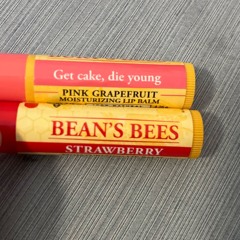 Get cake, die young
PINK GRAPEFRUIT
MOISTURIZING LIP BALM
BEAN'S BEES
STRAWBERRY